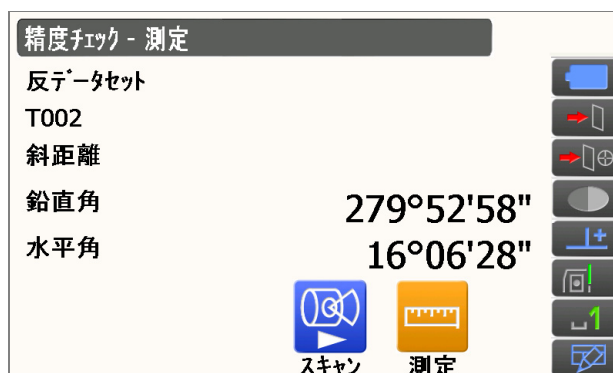 精度ﾁｪｯｸ - 測定
反ﾃﾞｰﾀｾｯﾄ
T002
斜距離
鉛直角 279°52'58"
水平角 16°06'28"
ｽｷｬﾝ 測定